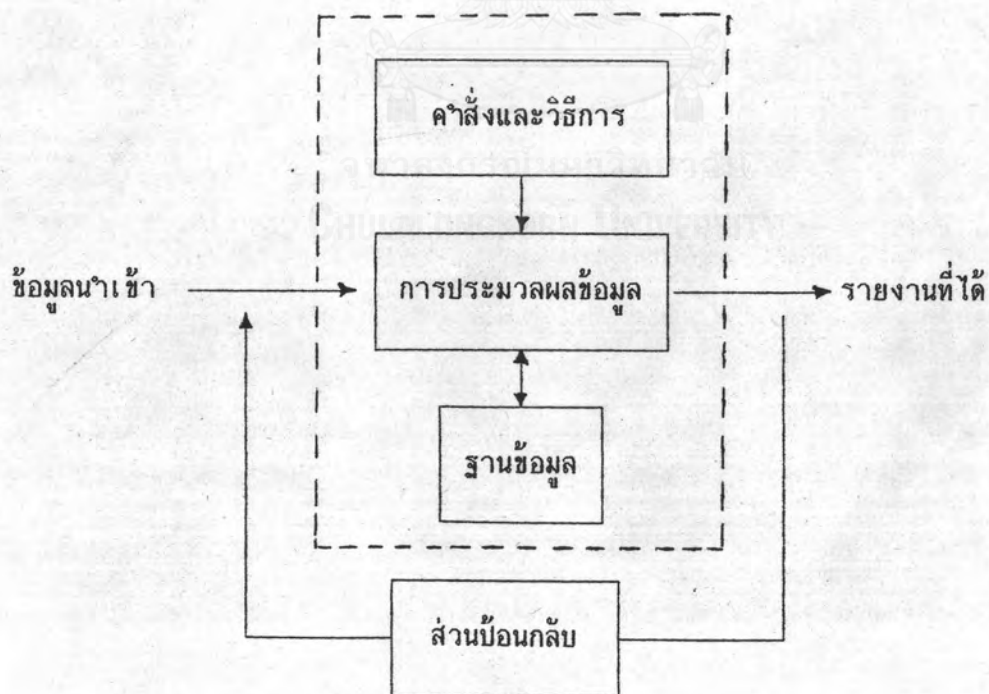 คำสั่งและวิธีการ
ข้อมูลนำเข้า
การประมวลผลข้อมูล
รายงานที่ได้
ฐานข้อมูล
ส่วนป้อนกลับ